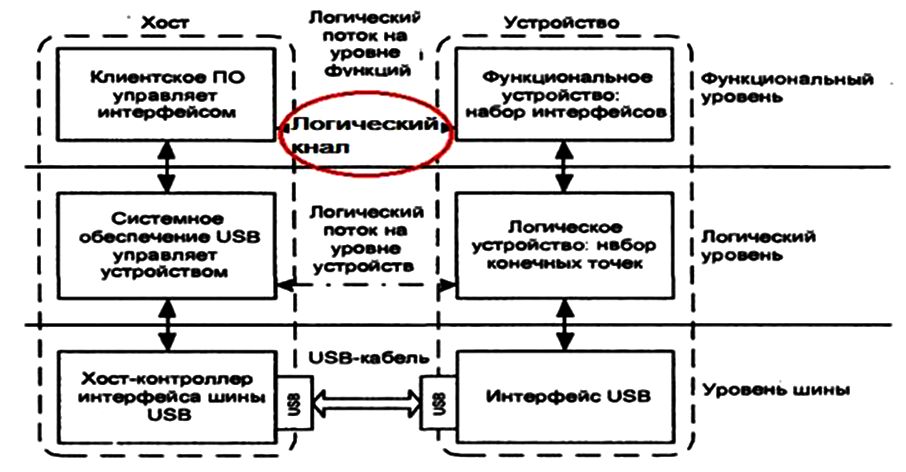 Хост
Логический
поток на
уровне
функций
Устройство
Клиентское ПО
управляет
интерфейсом
Логический
кнал
Функциональное
устройство:
набор интерфейсов
Функциональный
уровень
Системное
обеспечение USB
управляет
устройством
Логический
поток на
уровне
устройств
Логическое
устройство: нвбор
конечных точек
Логический
уровень
Хост-контроллер
интерфейса шины
USB
USB
USB-кабель
USB
Интерфейс USB
Уровень шины